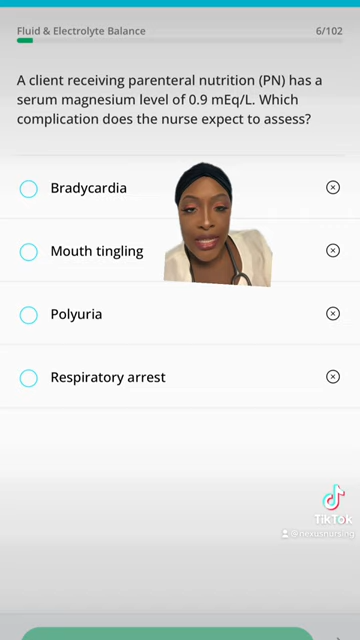 Fluid & Electrolyte Balance
6/102
A client receiving parenteral nutrition (PN) has a
serum magnesium level of 0.9 mEq/L. Which
complication does the nurse expect to assess?
Bradycardia
Mouth tingling
Polyuria
Respiratory arrest
TikTok
@nexusnursing